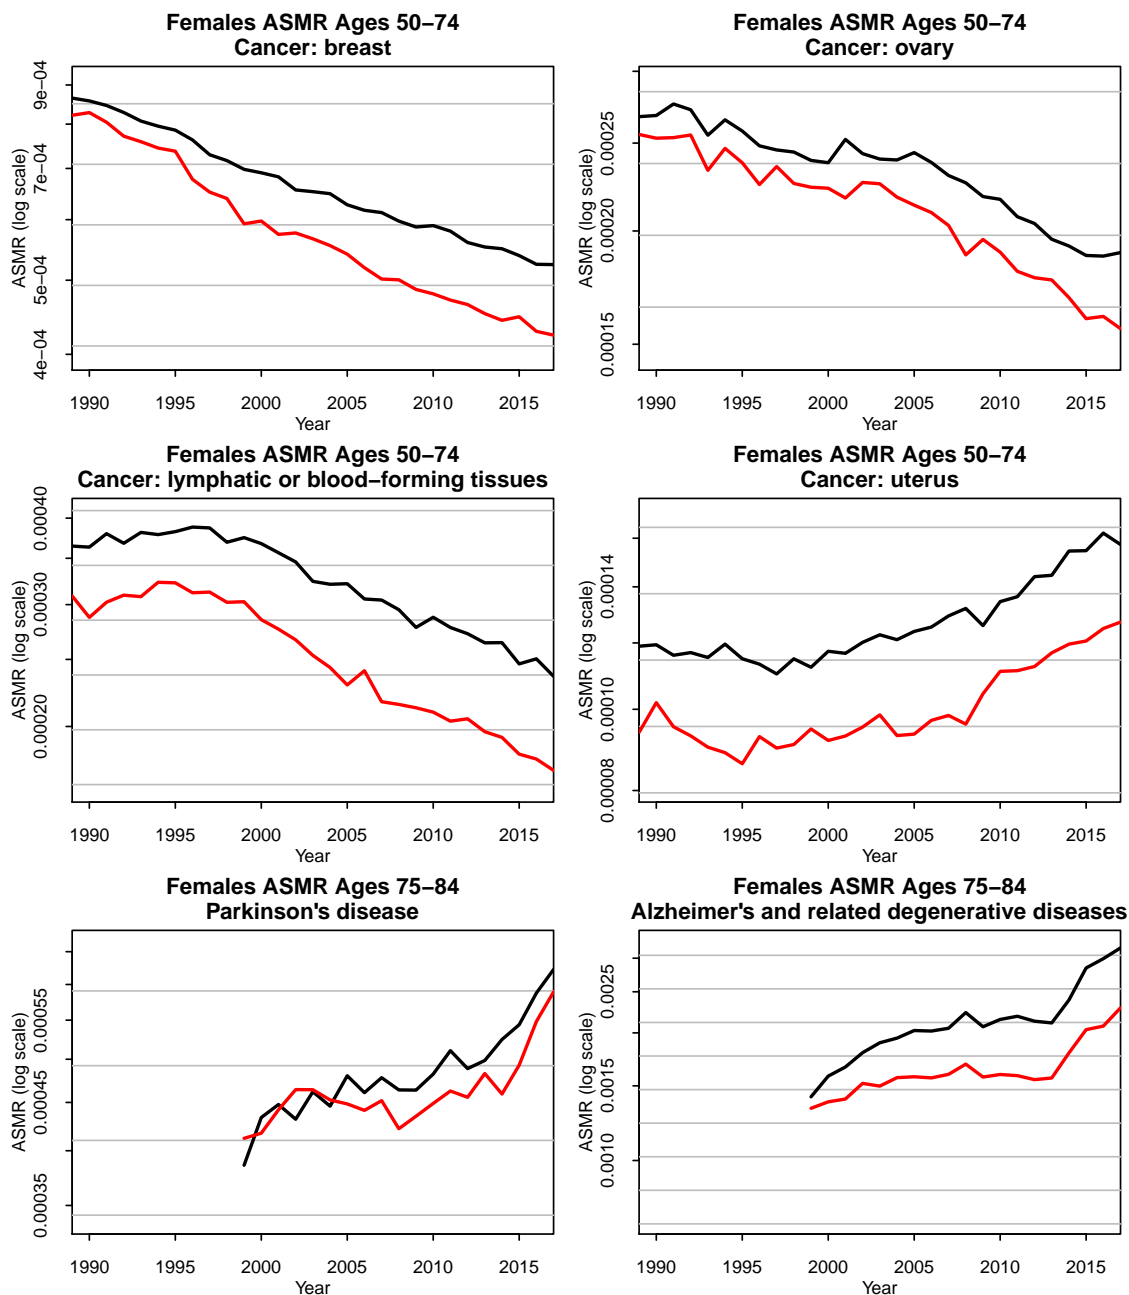 Females ASMR Ages 50−74
Cancer: breast
ASMR (log scale)
4e−04 5e−04 7e−04 9e−04
1990 1995 2000 2005 2010 2015
Year
Females ASMR Ages 50−74
Cancer: ovary
ASMR (log scale)
0.00015 0.00020 0.00025
1990 1995 2000 2005 2010 2015
Year
Females ASMR Ages 50−74
Cancer: lymphatic or blood−forming tissues
ASMR (log scale)
0.00020 0.00030 0.00040
1990 1995 2000 2005 2010 2015
Year
Females ASMR Ages 50−74
Cancer: uterus
ASMR (log scale)
0.00008 0.00010 0.00014
1990 1995 2000 2005 2010 2015
Year
Females ASMR Ages 75−84
Parkinson's disease
ASMR (log scale)
0.00035 0.00045 0.00055
1990 1995 2000 2005 2010 2015
Year
Females ASMR Ages 75−84
Alzheimer's and related degenerative diseases
ASMR (log scale)
0.0010 0.0015 0.0025
1990 1995 2000 2005 2010 2015
Year